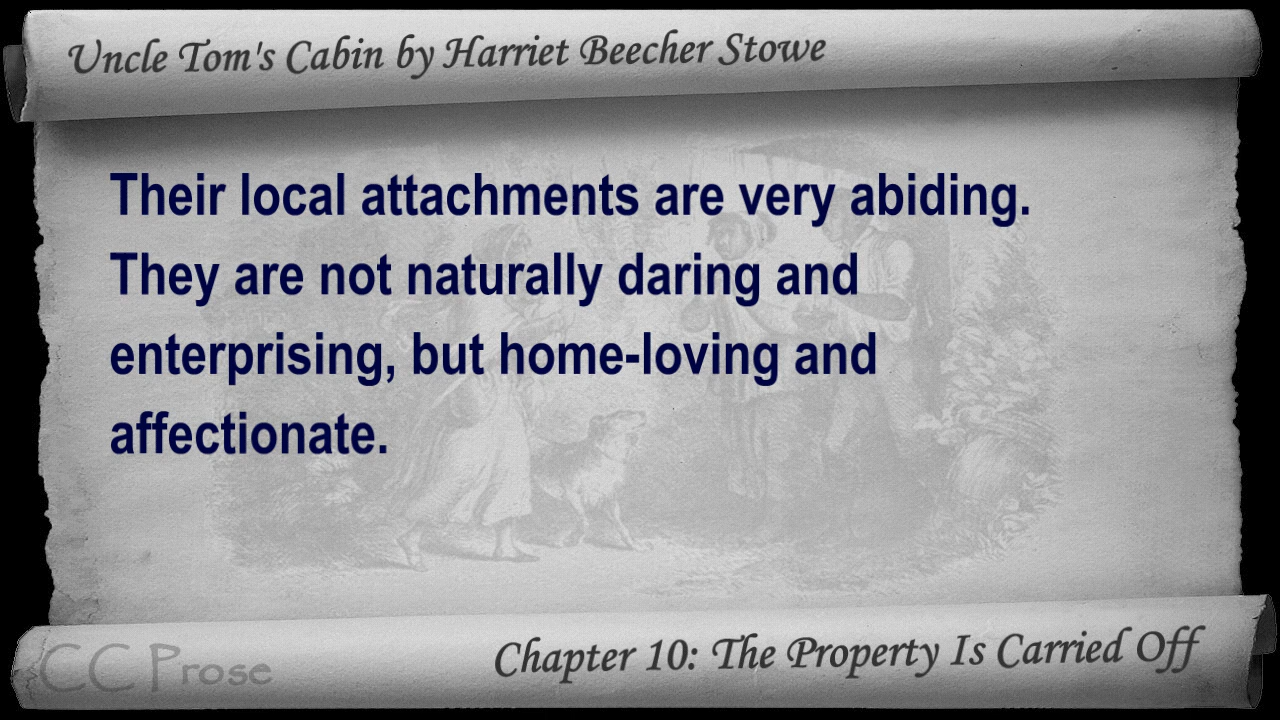 Uncle Tom's Cabin by Harriet Beecher Stowe
Their local attachments are very abiding.
They are not naturally daring and
enterprising, but home-loving and
affectionate.
CC Prose
Chapter 10: The Property Is Carried Off